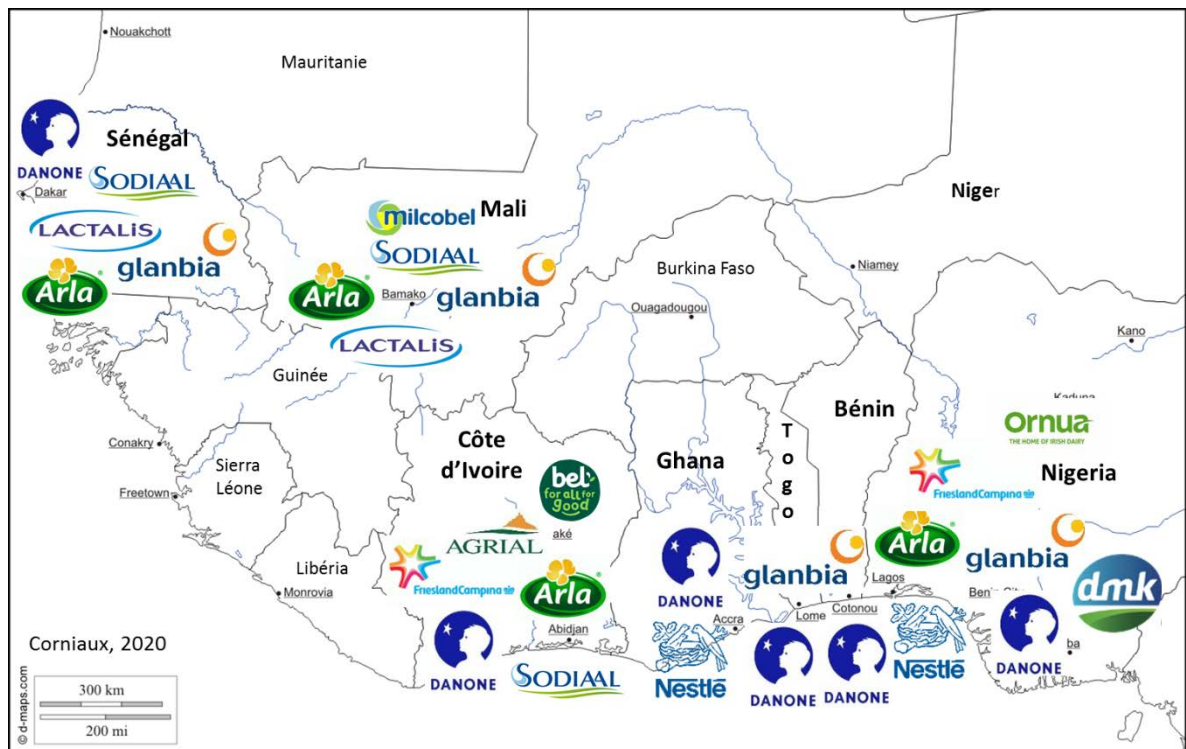 Nouakchott
Mauritanie
Sénégal
DANONE
Dakar
SODIAAL
LACTALiS
glanbia
Arla
®
milcobel
Mali
SODIAAL
Arla
®
Bamako
glanbia
LACTALiS
Niger
Niamey
Burkina Faso
Ouagadougou
Kano
Kaduna
Guinée
Conakry
Sierra
Léone
Freetown
Libéria
Monrovia
Côte
d'Ivoire
bel
for all for
good
AGRIAL
aké
FrieslandCampina
Arla
®
DANONE
Abidjan
SODIAAL
Ghana
DANONE
Accra
Nestlé
T
o
g
o
Bénin
glanbia
Lome
Cotonou
DANONE
DANONE
Ornua
THE HOME OF IRISH DAIRY
Nigeria
FrieslandCampina
Arla
®
Lagos
glanbia
dmk
Nestlé
DANONE
ba
Corniaux, 2020
300 km
200 mi
© d-maps.com